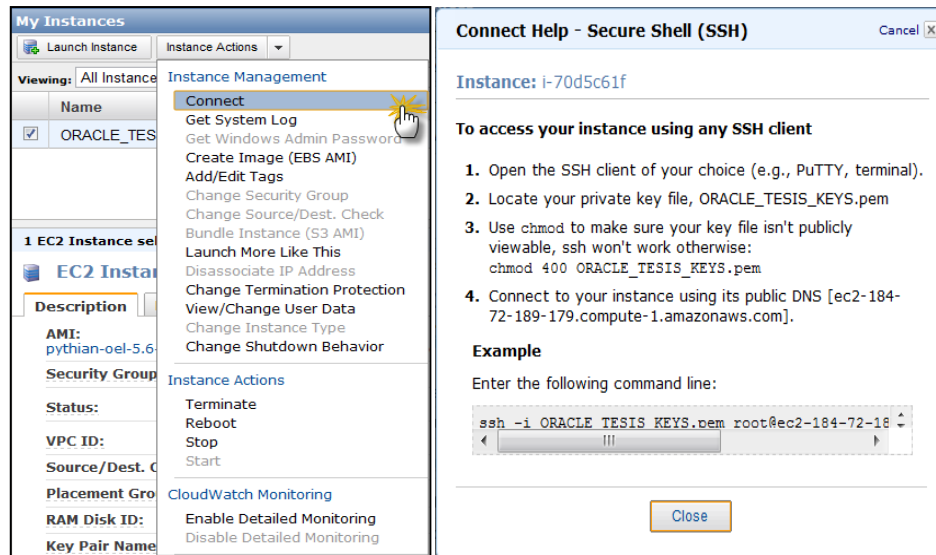 My Instances
Launch Instance
Instance Actions
Viewing: All Instance
Name
ORACLE_TES
1 EC2 Instance sel
EC2 Instan
Description
AMI:
pythian-oel-5.6-
Security Group
Status:
VPC ID:
Source/Dest. C
Placement Gro
RAM Disk ID:
Key Pair Name
Instance Management
Connect
Get System Log
Get Windows Admin Password
Create Image (EBS AMI)
Add/Edit Tags
Change Security Group
Change Source/Dest. Check
Bundle Instance (S3 AMI)
Launch More Like This
Disassociate IP Address
Change Termination Protection
View/Change User Data
Change Instance Type
Change Shutdown Behavior
Instance Actions
Terminate
Reboot
Stop
Start
CloudWatch Monitoring
Enable Detailed Monitoring
Disable Detailed Monitoring
Connect Help - Secure Shell (SSH)
Cancel X
Instance: i-70d5c61f
To access your instance using any SSH client
1. Open the SSH client of your choice (e.g., PuTTY, terminal).
2. Locate your private key file, ORACLE_TESIS_KEYS.pem
3. Use chmod to make sure your key file isn't publicly
viewable, ssh won't work otherwise:
chmod 400 ORACLE_TESIS_KEYS.pem
4. Connect to your instance using its public DNS [ec2-184-
72-189-179.compute-1.amazonaws.com].
Example
Enter the following command line:
ssh -i ORACLE_TESIS_KEYS.pem root@ec2-184-72-18
Close